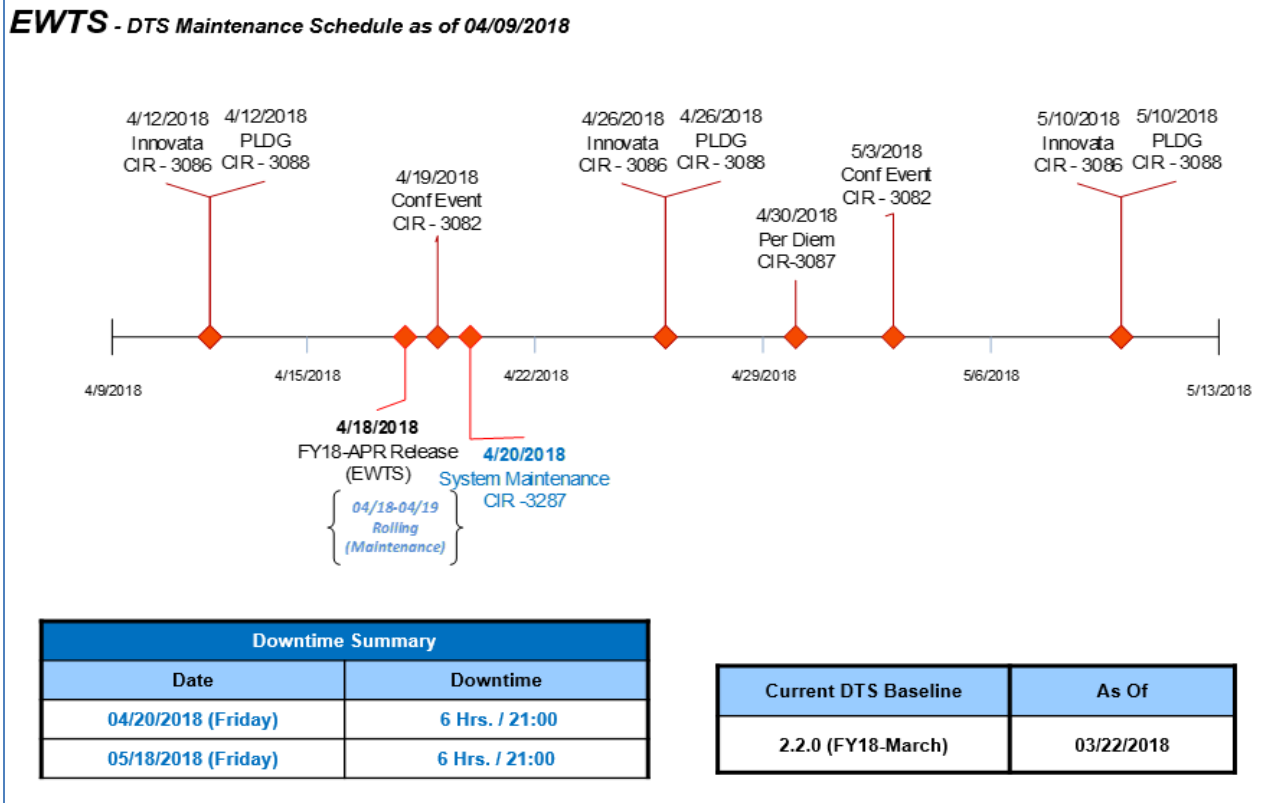 EWTS - DTS Maintenance Schedule as of 04/09/2018
4/12/2018
Innovata
CIR - 3086
4/12/2018
PLDG
CIR - 3088
4/19/2018
Conf Event
CIR - 3082
4/26/2018
Innovata
CIR - 3086
4/26/2018
PLDG
CIR - 3088
4/30/2018
Per Diem
CIR-3087
5/3/2018
Conf Event
CIR - 3082
5/10/2018
Innovata
CIR - 3086
5/10/2018
PLDG
CIR - 3088
4/9/2018
4/15/2018
4/22/2018
4/29/2018
5/6/2018
5/13/2018
4/18/2018
FY18-APR Release
(EWTS)
04/18-04/19
Rolling
(Maintenance)
4/20/2018
System Maintenance
CIR -3287
Downtime Summary
Date Downtime
04/20/2018 (Friday) 6 Hrs. / 21:00
05/18/2018 (Friday) 6 Hrs. / 21:00
Current DTS Baseline As Of
2.2.0 (FY18-March) 03/22/2018